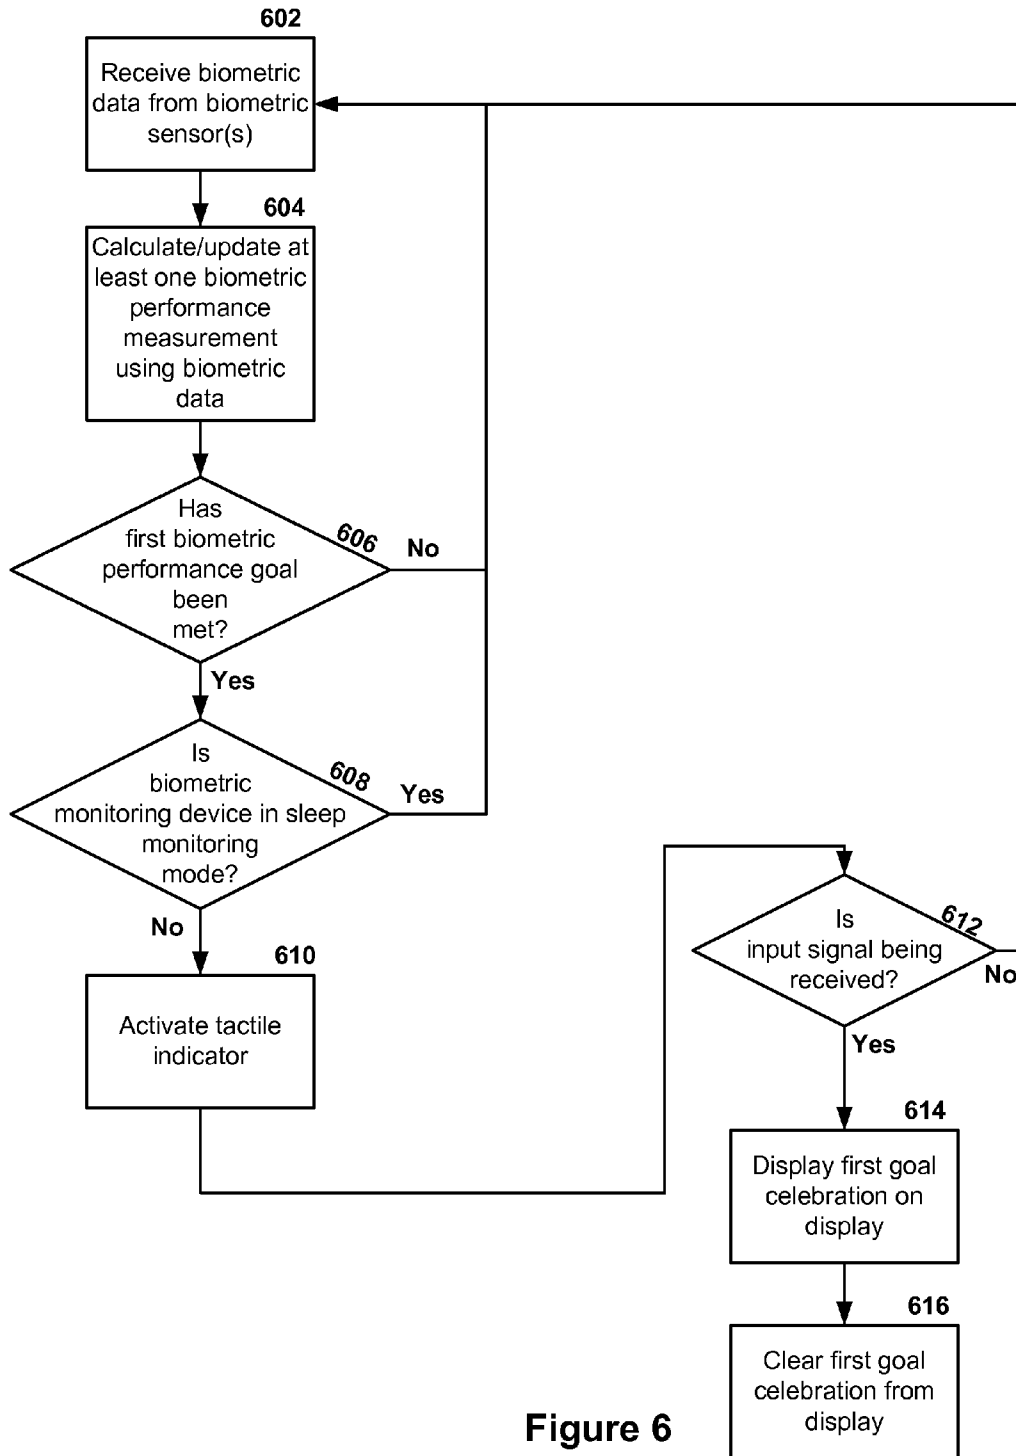 602
Receive biometric
data from biometric
sensor(s)
604
Calculate/update at
least one biometric
performance
measurement
using biometric
data
Has
first biometric
performance goal
been
met?
606
No
Yes
Is
biometric
monitoring device in sleep
monitoring
mode?
608
Yes
No
610
Activate tactile
indicator
Is
input signal being
received?
612
No
Yes
614
Display first goal
celebration on
display
616
Clear first goal
celebration from
display
Figure 6